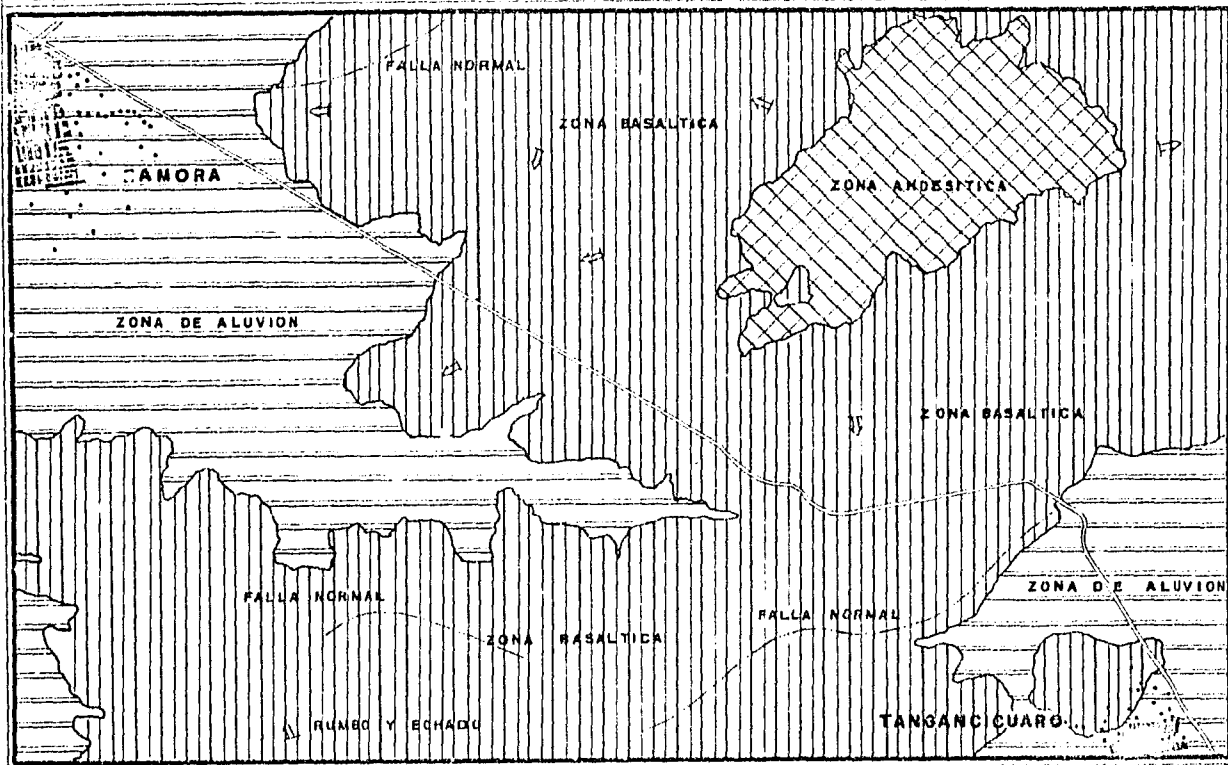 FALLA NORMAL
ZONA BASALTICA
ZAMORA
ZONA ANDESITICA
ZONA DE ALUVION
ZONA BASALTICA
ZONA DE ALUVION
FALLA NORMAL
FALLA NORMAL
ZONA BASALTICA
RUMBO Y ECHADO
TANGANCICUARO